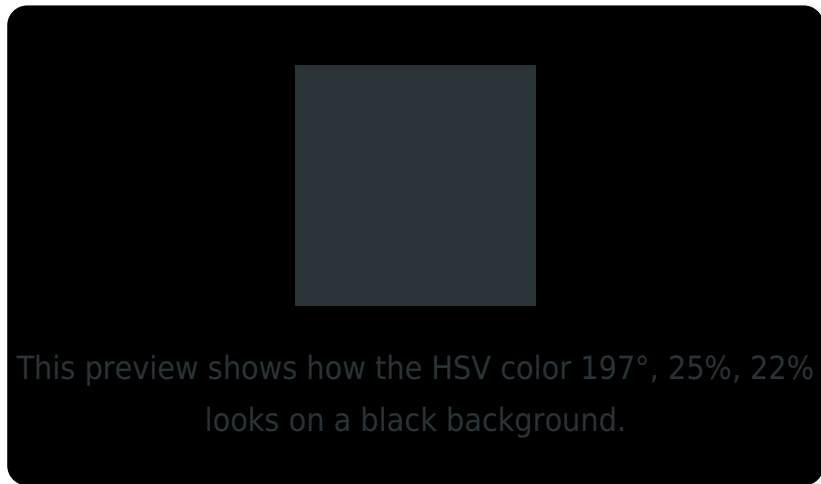 This preview shows how the HSV color 197°, 25%, 22%
looks on a black background.